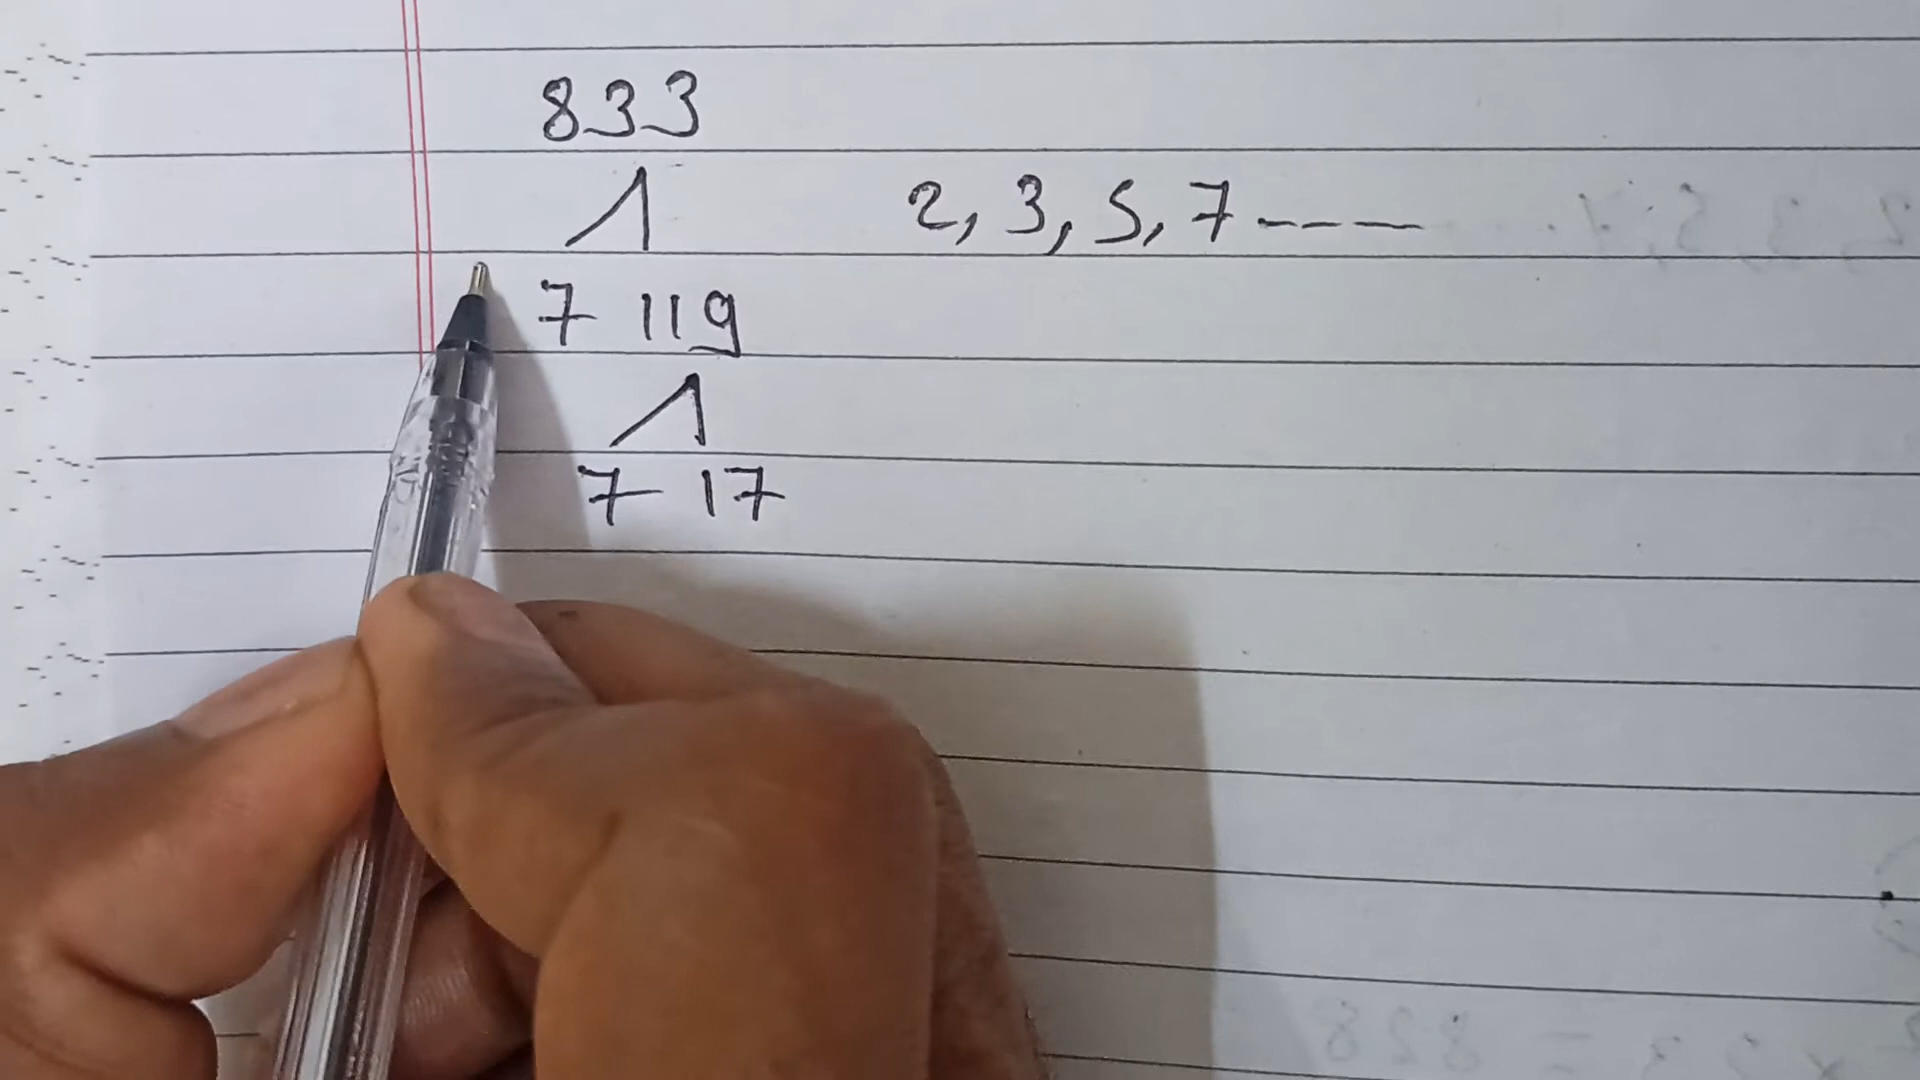 833
2, 3, 5, 7 ----
7 119
7 17